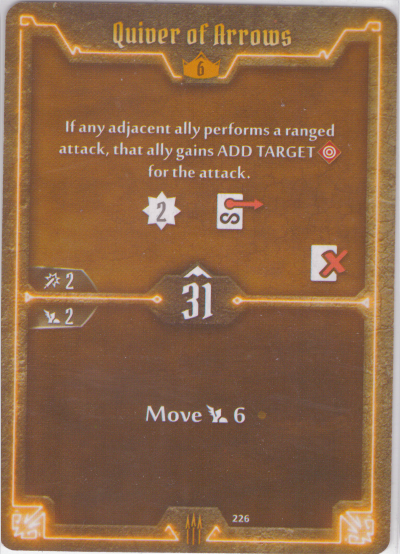 Quiver of Arrows
6
If any adjacent ally performs a ranged
attack, that ally gains ADD TARGET
for the attack.
2
2
31
2
Move 6
226